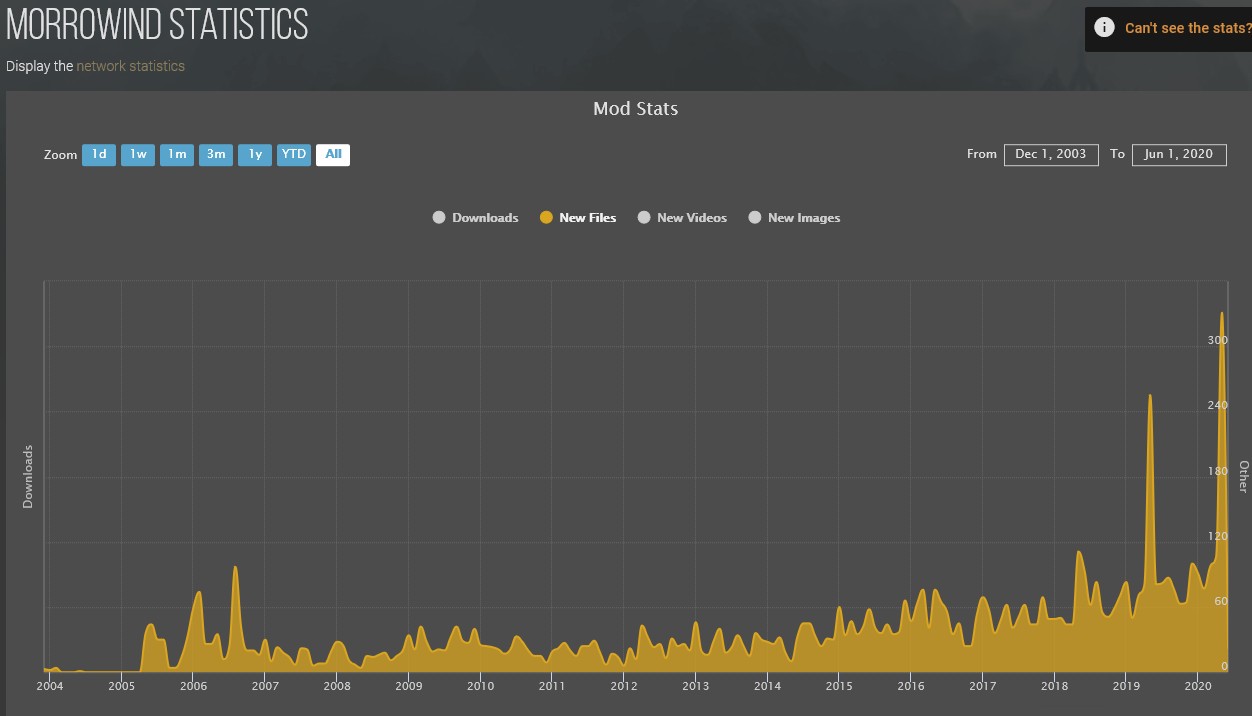 MORROWIND STATISTICS
Can't see the stats?
Display the network statistics
Mod Stats
Zoom 1d 1w 1m 3m 1y YTD All
From Dec 1, 2003 To Jun 1, 2020
Downloads New Files New Videos New Images
300
240
180
120
60
0
Downloads
Other
2004 2005 2006 2007 2008 2009 2010 2011 2012 2013 2014 2015 2016 2017 2018 2019 2020